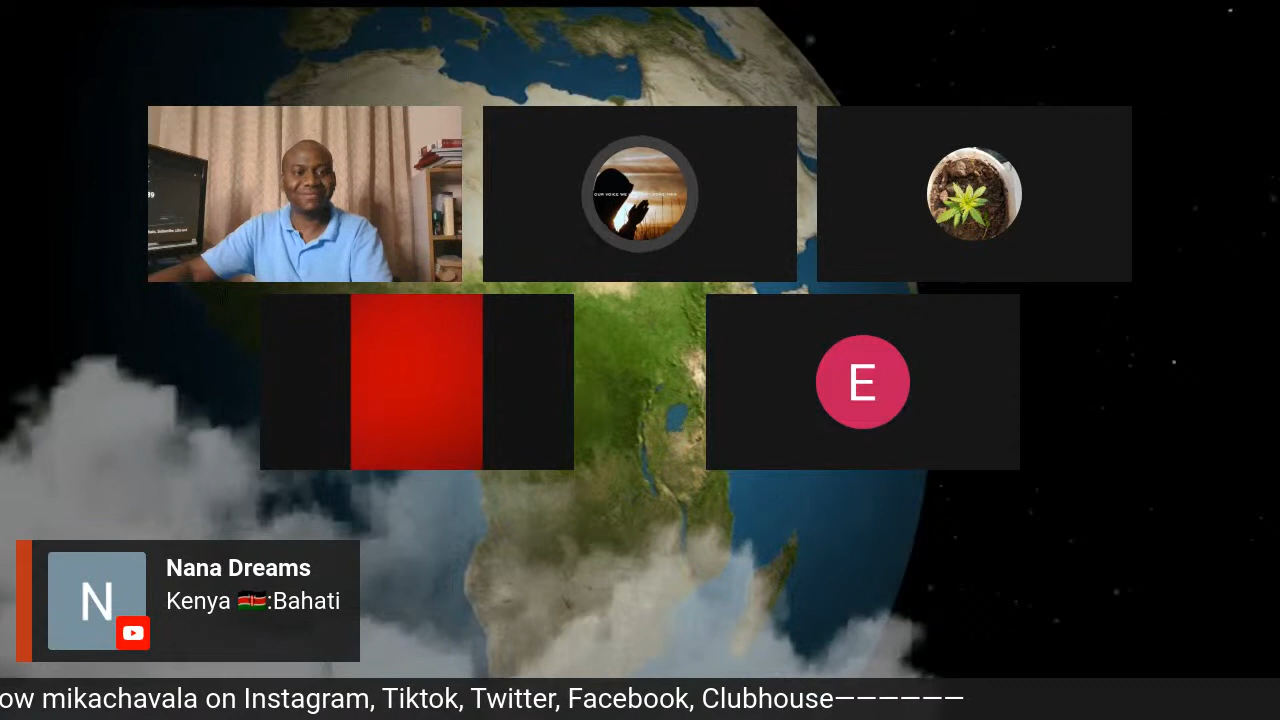 E
N
Nana Dreams
Kenya 🇰🇪:Bahati
ow mikachavala on Instagram, Tiktok, Twitter, Facebook, Clubhouse——————